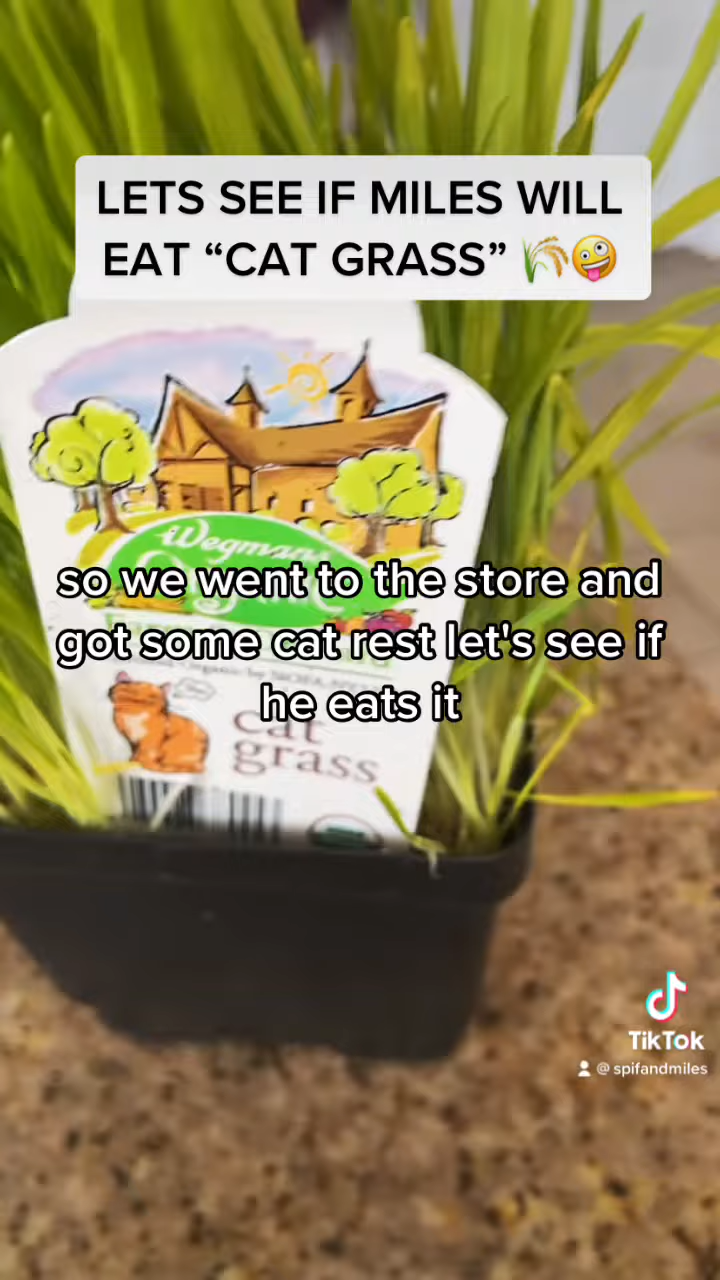 LETS SEE IF MILES WILL
EAT “CAT GRASS” 🌾🤪
Wegmans
so we went to the store and
got some cat rest let's see if
he eats it
cat
grass
TikTok
@ spifandmiles